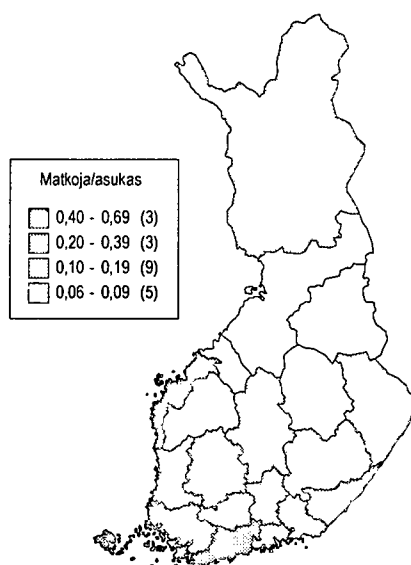 Matkoja/asukas
0,40 - 0,69 (3)
0,20 - 0,39 (3)
0,10 - 0,19 (9)
0,06 - 0,09 (5)